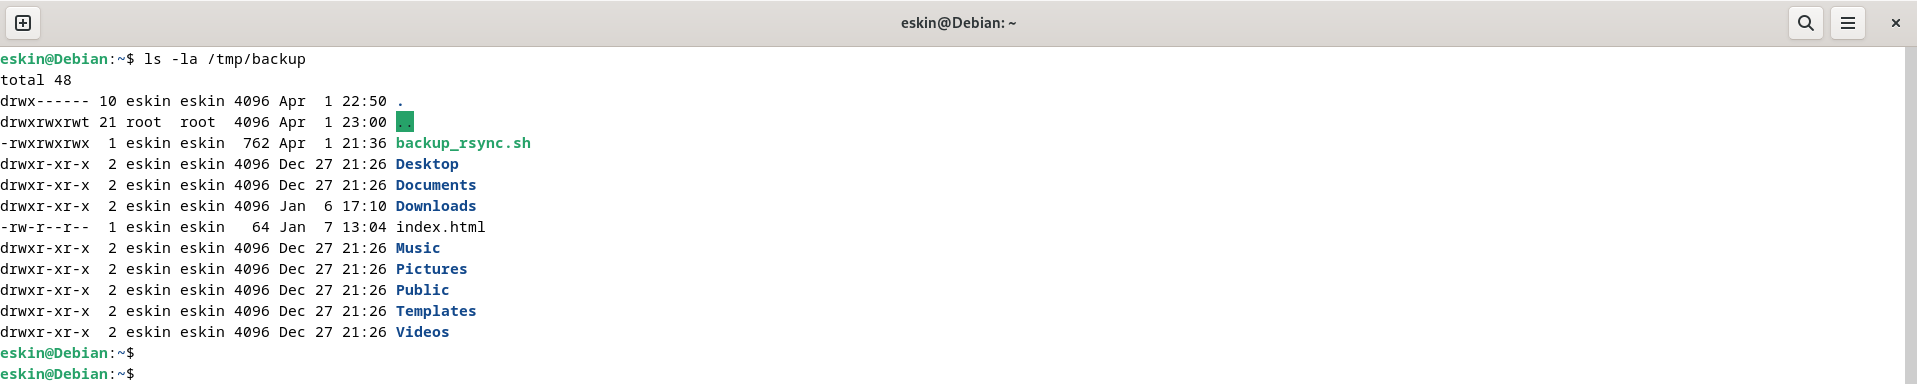 eskin@Debian: ~
eskin@Debian:~$ ls -la /tmp/backup
total 48
drwx------ 10 eskin eskin 4096 Apr  1 22:50 .
drwxrwxrwt 21 root  root  4096 Apr  1 23:00 ..
-rwxrwxrwx  1 eskin eskin  762 Apr  1 21:36 backup_rsync.sh
drwxr-xr-x  2 eskin eskin 4096 Dec 27 21:26 Desktop
drwxr-xr-x  2 eskin eskin 4096 Dec 27 21:26 Documents
drwxr-xr-x  2 eskin eskin 4096 Jan  6 17:10 Downloads
-rw-r--r--  1 eskin eskin   64 Jan  7 13:04 index.html
drwxr-xr-x  2 eskin eskin 4096 Dec 27 21:26 Music
drwxr-xr-x  2 eskin eskin 4096 Dec 27 21:26 Pictures
drwxr-xr-x  2 eskin eskin 4096 Dec 27 21:26 Public
drwxr-xr-x  2 eskin eskin 4096 Dec 27 21:26 Templates
drwxr-xr-x  2 eskin eskin 4096 Dec 27 21:26 Videos
eskin@Debian:~$
eskin@Debian:~$